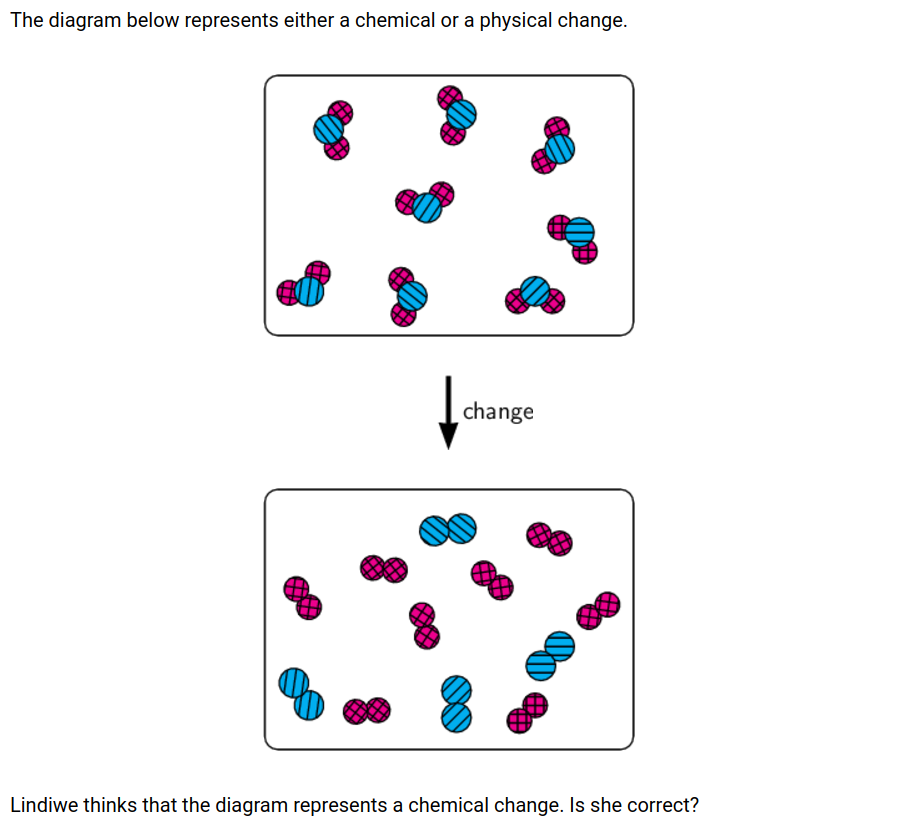 The diagram below represents either a chemical or a physical change.
change
Lindiwe thinks that the diagram represents a chemical change. Is she correct?